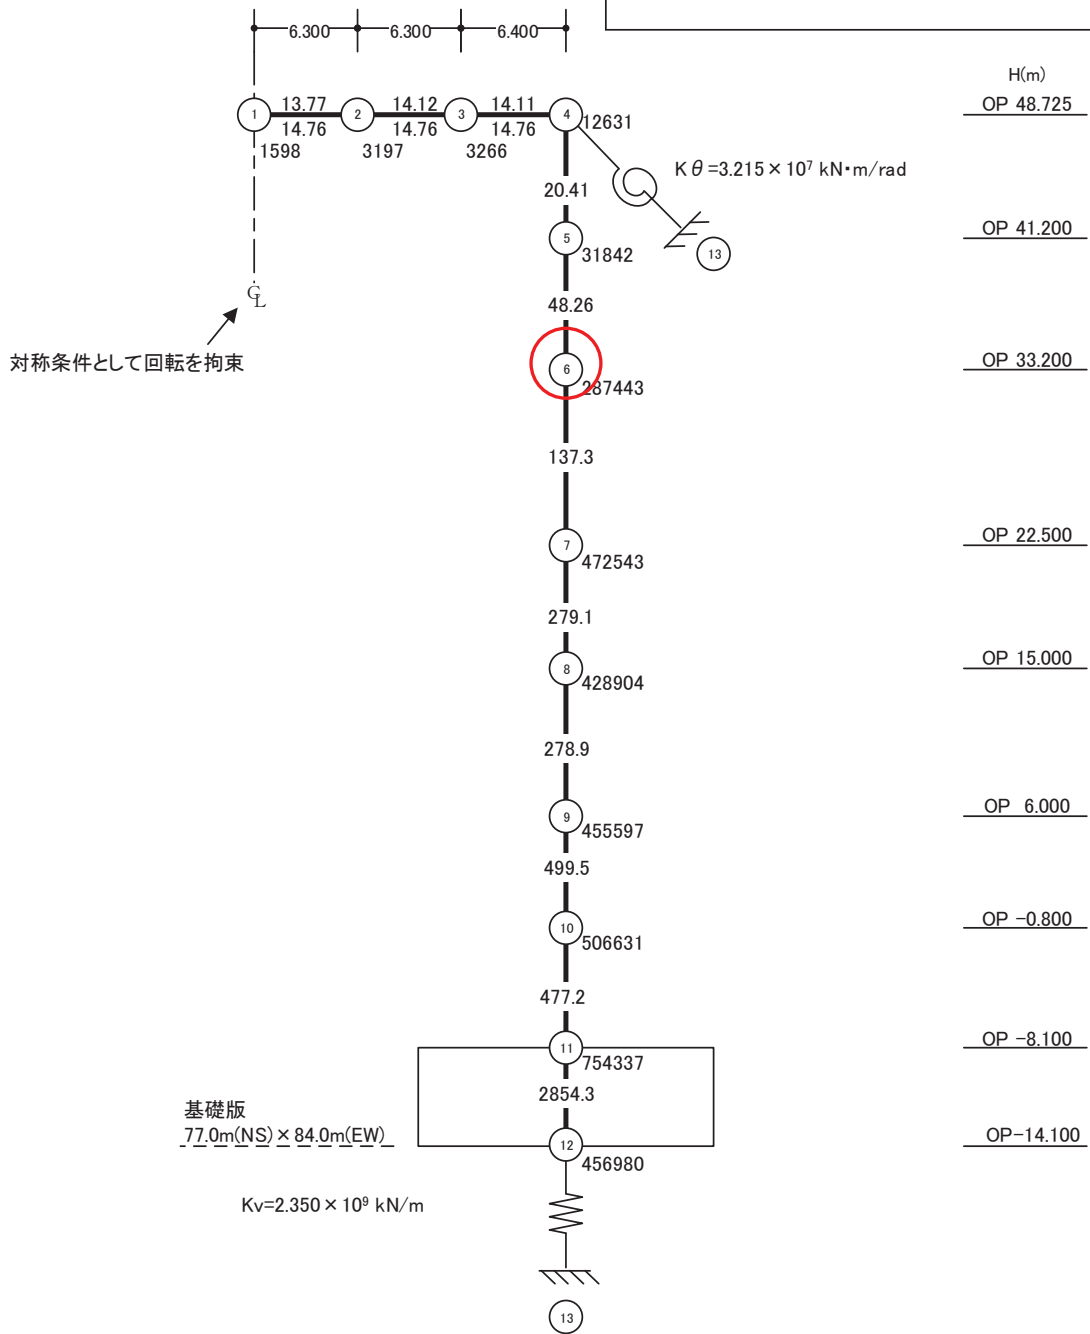 6.300 6.300 6.400
H(m)
OP 48.725
1 13.77 2 14.12 3 14.11 4
14.76 14.76 14.76 12631
1598 3197 3266
Kθ=3.215×10⁷ kN・m/rad
20.41
5 OP 41.200
31842 13
48.26
℄
対称条件として回転を拘束
6 OP 33.200
287443
137.3
7 OP 22.500
472543
279.1
8 OP 15.000
428904
278.9
9 OP 6.000
455597
499.5
10 OP -0.800
506631
477.2
11 OP -8.100
754337
2854.3
基礎版
77.0m(NS)×84.0m(EW)
12 OP-14.100
456980
Kv=2.350×10⁹ kN/m
13